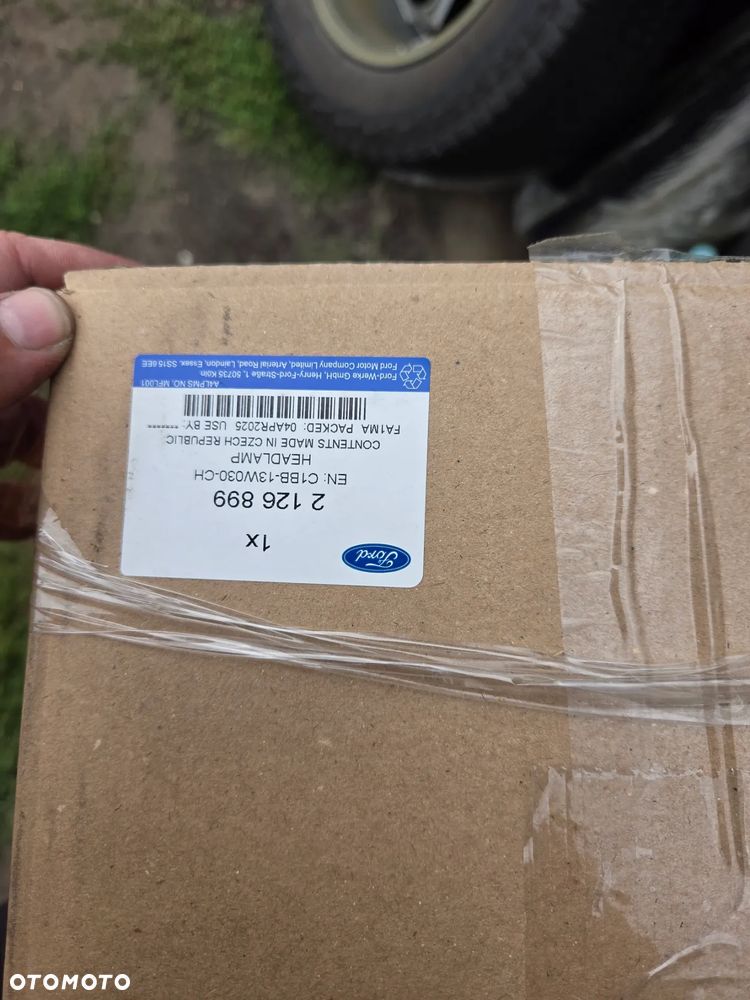 Ford
1x
2 126 899
EN: C1BB-13W030-CH
HEADLAMP
CONTENTS MADE IN CZECH REPUBLIC
FA1MA PACKED: 04APR2025 USE BY: **.*****
A4LPMS NO. MFL001
Ford-Werke GmbH, Henry-Ford-Straße 1, 50735 Köln
Ford Motor Company Limited, Arterial Road, Laindon, Essex. SS15 6EE
OTOMOTO